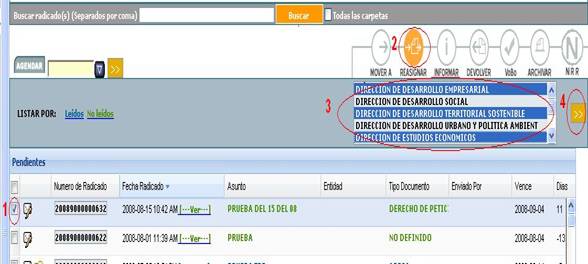 Buscar radicado(s) (Separados por coma) Buscar Todas las carpetas
2
MOVER A REASIGNAR INFORMAR DEVOLVER VoBo ARCHIVAR N R R
AGENDAR >>
LISTAR POR: Leídos No leídos
3
DIRECCION DE DESARROLLO EMPRESARIAL
DIRECCION DE DESARROLLO SOCIAL
DIRECCION DE DESARROLLO TERRITORIAL SOSTENIBLE
DIRECCION DE DESARROLLO URBANO Y POLITICA AMBIENT
DIRECCION DE ESTUDIOS ECONOMICOS
4
>>
Pendientes
Numero de Radicado Fecha Radicado Asunto Entidad Tipo Documento Enviado Por Vence Dias
1 20089000000632 2008-08-15 10:42 AM [---Ver---] PRUEBA DEL 15 DEL 08 DERECHO DE PETIC 2008-09-04 11
20089000000622 2008-08-01 11:39 AM [---Ver---] PRUEBA NO DEFINIDO 2008-08-04 -13